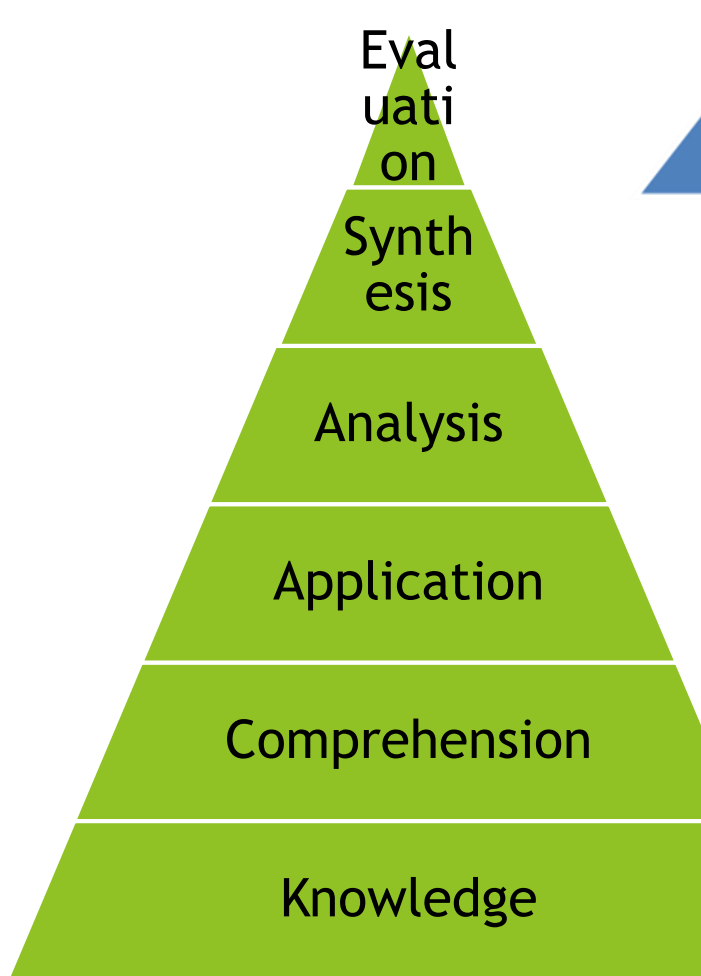 Eval
uati
on
Synth
esis
Analysis
Application
Comprehension
Knowledge